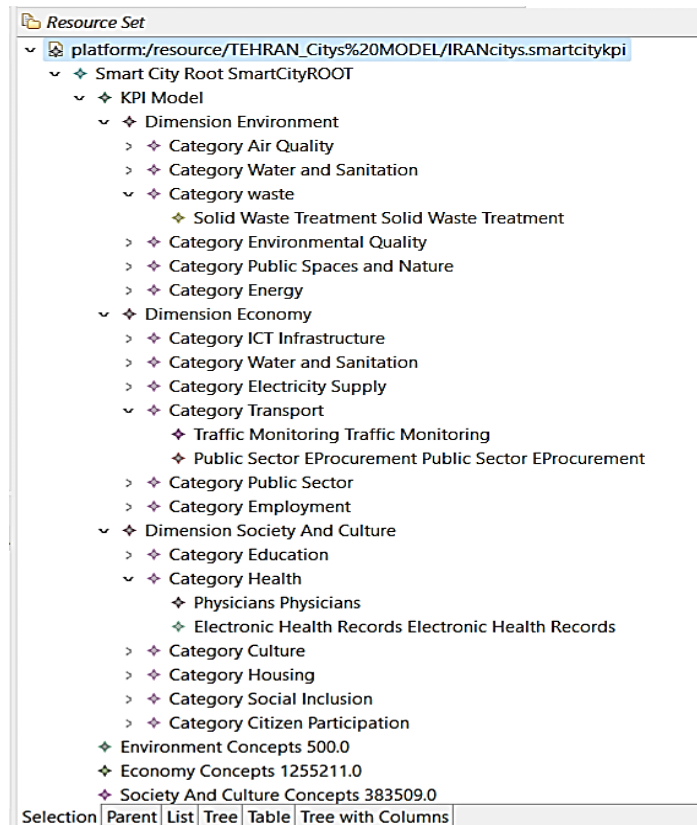 Resource Set
platform:/resource/TEHRAN_Citys%20MODEL/IRANcitys.smartcitykpi
Smart City Root SmartCityROOT
KPI Model
Dimension Environment
Category Air Quality
Category Water and Sanitation
Category waste
Solid Waste Treatment Solid Waste Treatment
Category Environmental Quality
Category Public Spaces and Nature
Category Energy
Dimension Economy
Category ICT Infrastructure
Category Water and Sanitation
Category Electricity Supply
Category Transport
Traffic Monitoring Traffic Monitoring
Public Sector EProcurement Public Sector EProcurement
Category Public Sector
Category Employment
Dimension Society And Culture
Category Education
Category Health
Physicians Physicians
Electronic Health Records Electronic Health Records
Category Culture
Category Housing
Category Social Inclusion
Category Citizen Participation
Environment Concepts 500.0
Economy Concepts 1255211.0
Society And Culture Concepts 383509.0
Selection Parent List Tree Table Tree with Columns